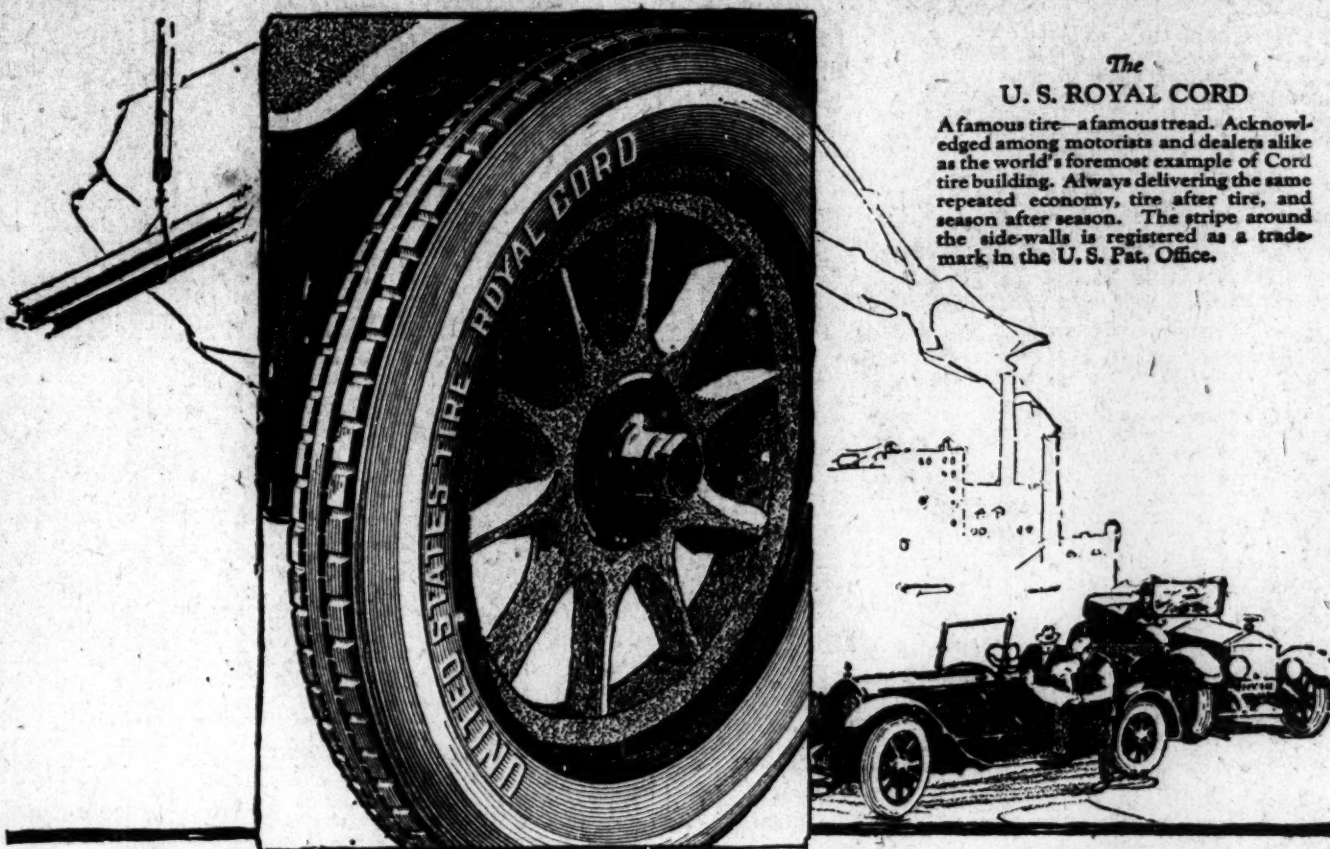 The
U. S. ROYAL CORD
A famous tire—a famous tread. Acknowl-
edged among motorists and dealers alike
as the world's foremost example of Cord
tire building. Always delivering the same
repeated economy, tire after tire, and
season after season. The stripe around
the side-walls is registered as a trade-
mark in the U. S. Pat. Office.
UNITED STATES TIRE ROYAL CORD